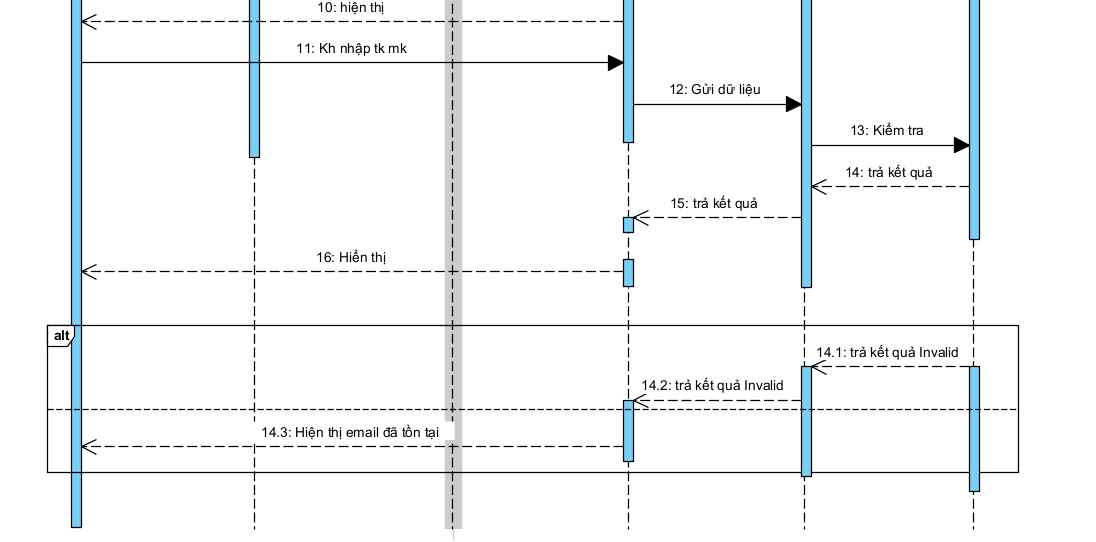 10: hiện thị
11: Kh nhập tk mk
12: Gửi dữ liệu
13: Kiểm tra
14: trả kết quả
15: trả kết quả
16: Hiển thị
alt
14.1: trả kết quả Invalid
14.2: trả kết quả Invalid
14.3: Hiện thị email đã tồn tại